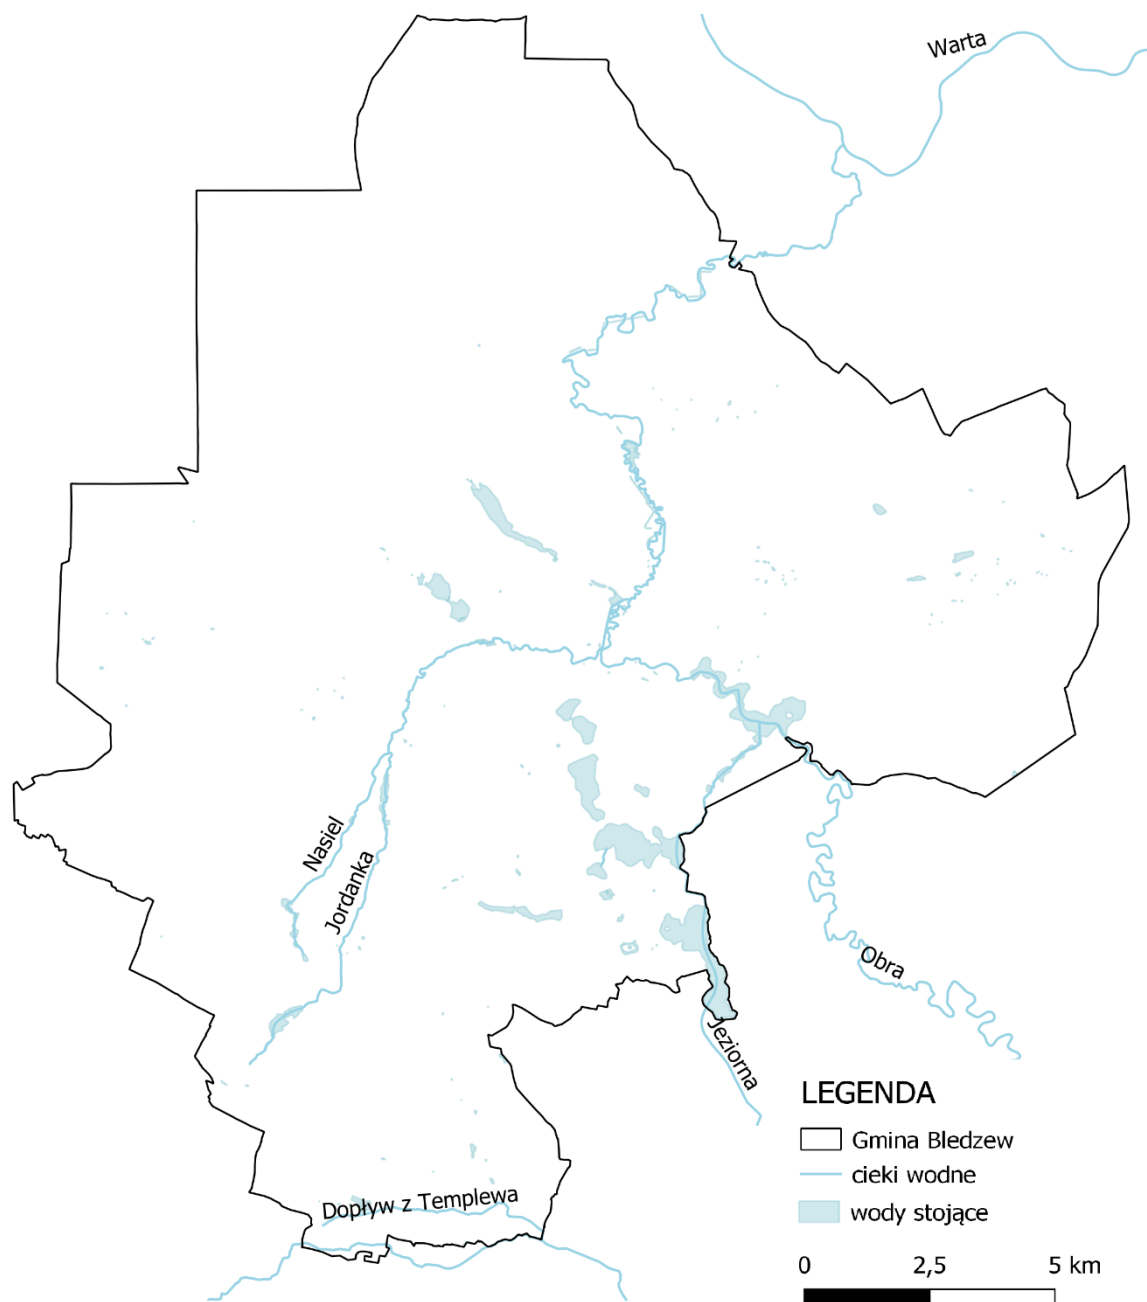 Warta
Nasiel
Jordanka
Obra
Jeziorna
LEGENDA
Gmina Bledzew
cieki wodne
wody stojące
Dopływ z Templewa
0 2,5 5 km